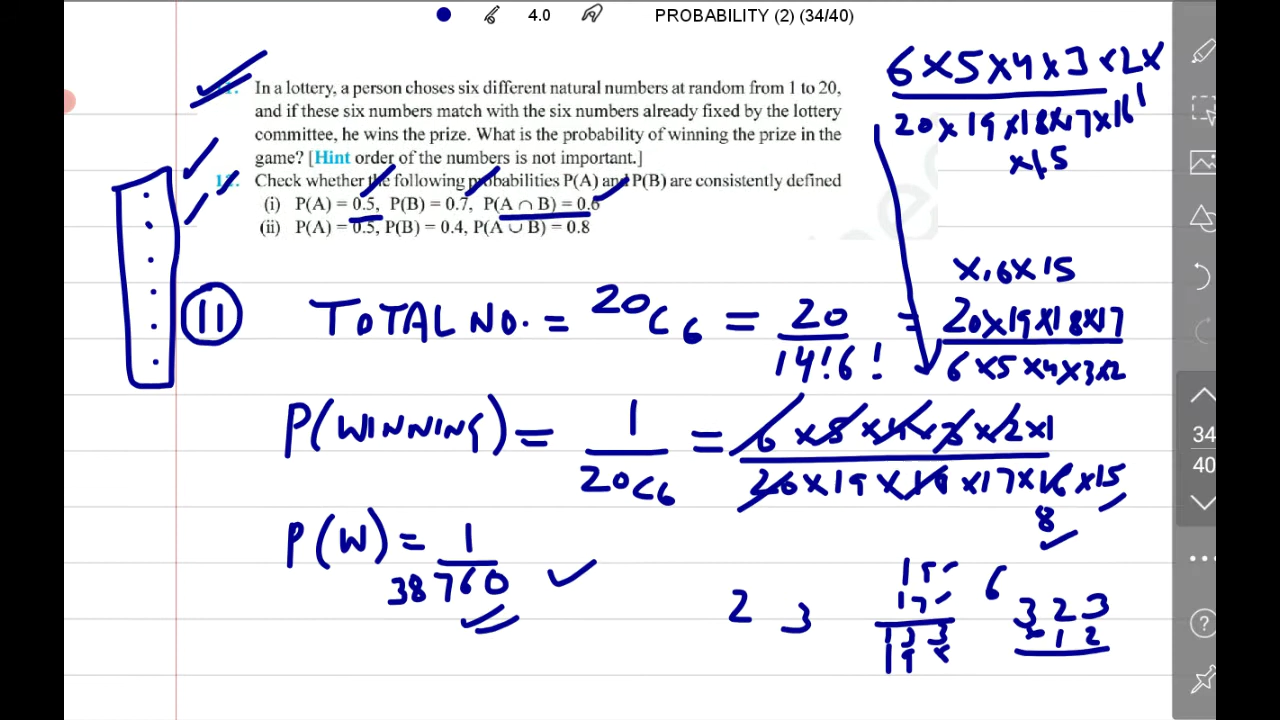 4.0 PROBABILITY (2) (34/40)
In a lottery, a person choses six different natural numbers at random from 1 to 20,
and if these six numbers match with the six numbers already fixed by the lottery
committee, he wins the prize. What is the probability of winning the prize in the
game? [Hint order of the numbers is not important.]
12. Check whether the following probabilities P(A) and P(B) are consistently defined
(i) P(A) = 0.5, P(B) = 0.7, P(A ∩ B) = 0.6
(ii) P(A) = 0.5, P(B) = 0.4, P(A ∪ B) = 0.8
6×5×4×3×2×1
20×19×18×17×16
×15
×16×15
11 TOTAL NO. = 20C6 = 20 = 20×19×18×17
14!6! 6×5×4×3×2
P(WINNING) = 1 = 6×5×4×3×2×1
20C6 20×19×18×17×16×15
8
P(W) = 1
38760
2 3
6
323
×12
34
40